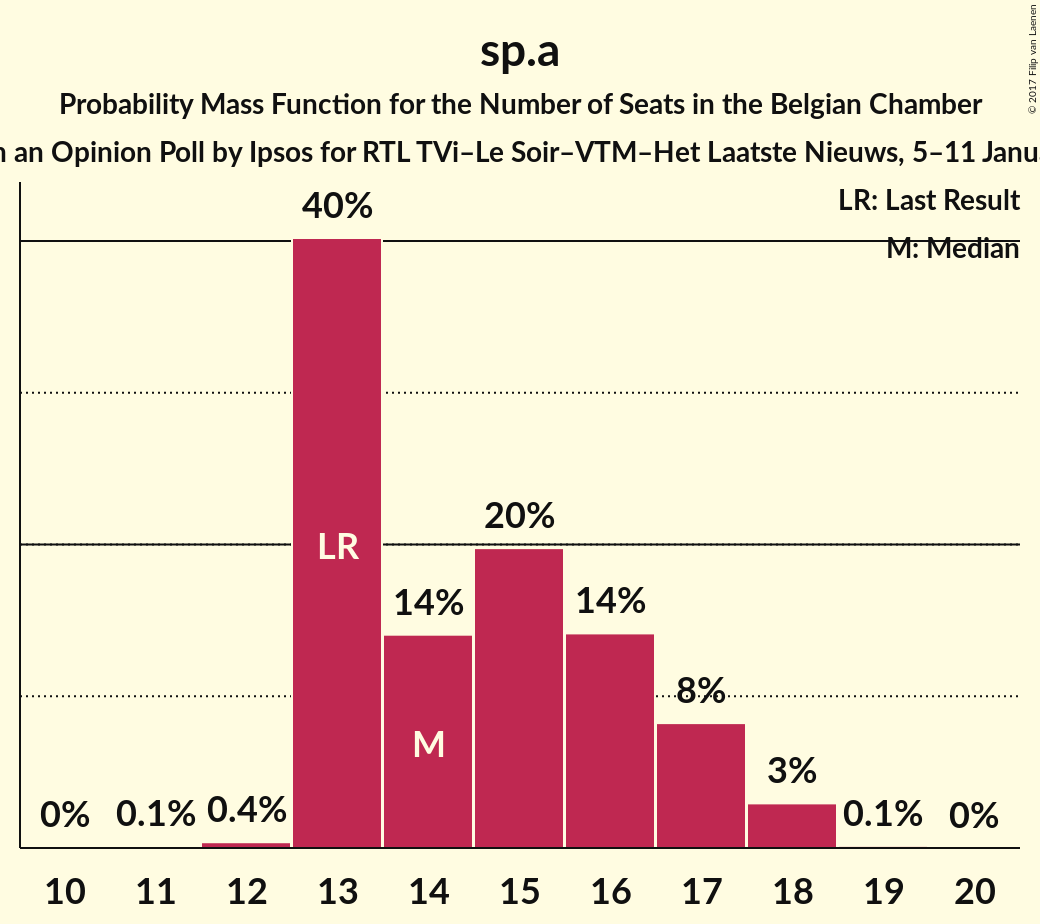 sp.a
Probability Mass Function for the Number of Seats in the Belgian Chamber
an Opinion Poll by Ipsos for RTL TVi–Le Soir–VTM–Het Laatste Nieuws, 5–11
© 2017 Filip van Laenen
LR: Last Result
M: Median
40%
20%
14%
14%
8%
3%
0%
0.1%
0.4%
0.1%
0%
LR
M
10 11 12 13 14 15 16 17 18 19 20